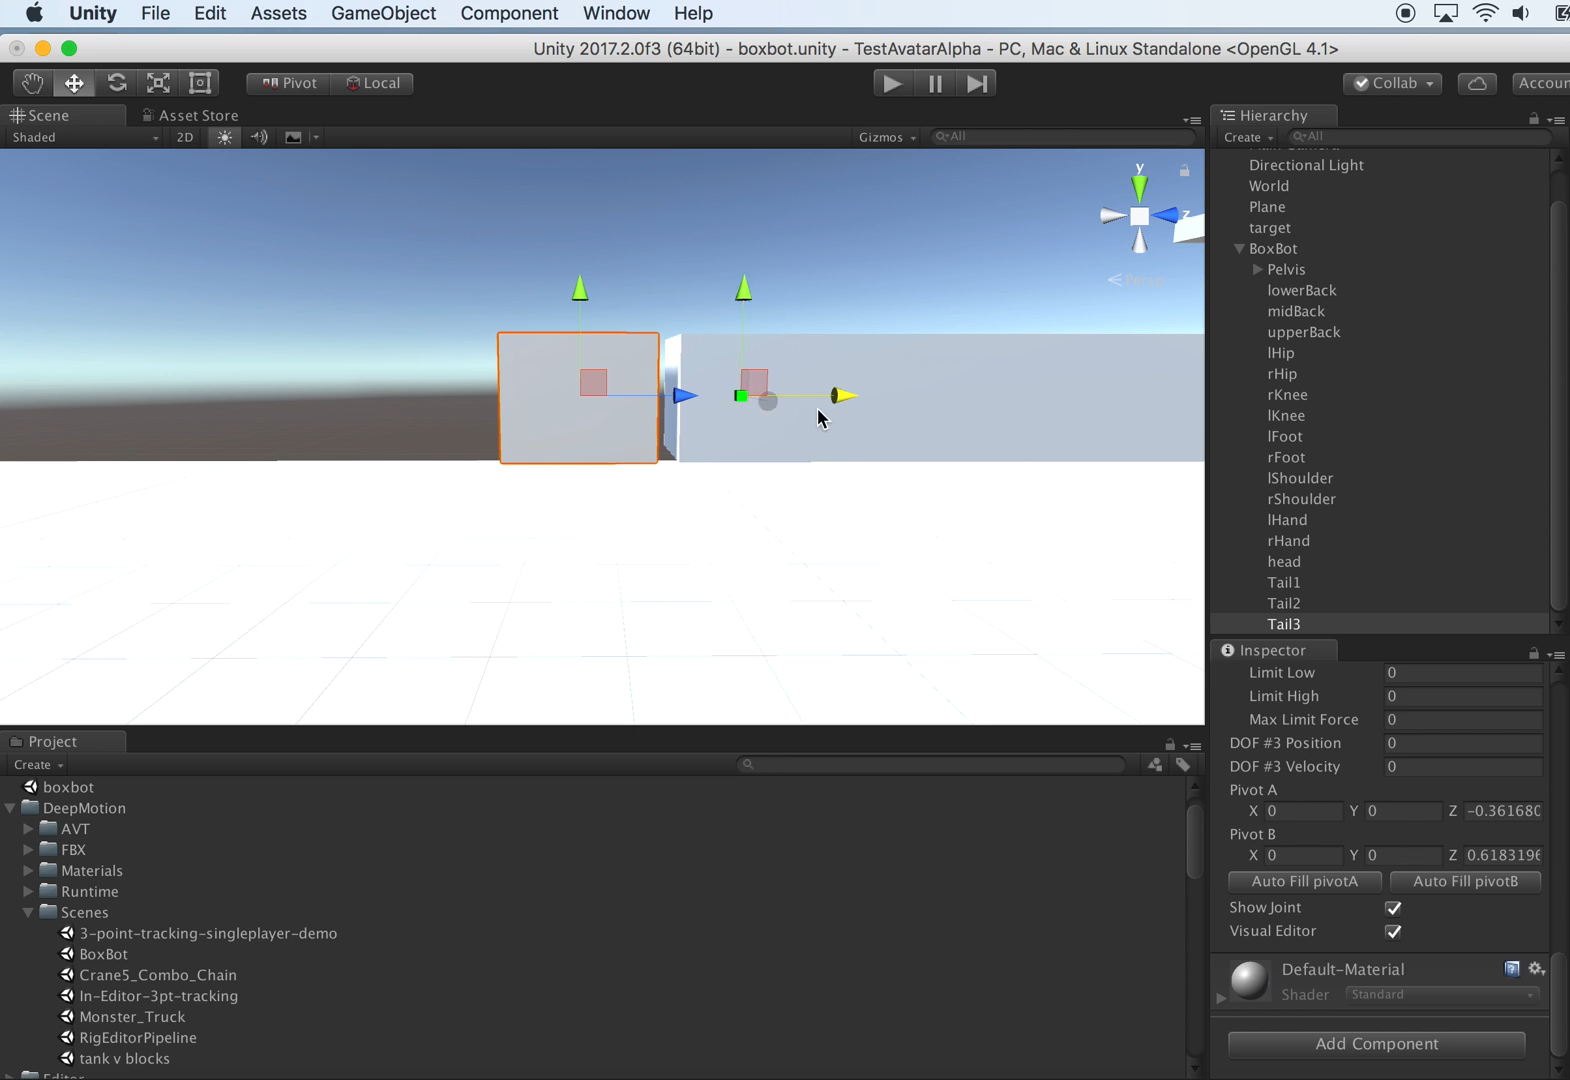 Unity File Edit Assets GameObject Component Window Help
Unity 2017.2.0f3 (64bit) - boxbot.unity - TestAvatarAlpha - PC, Mac & Linux Standalone <OpenGL 4.1>
Pivot Local Collab Accoun
Scene Asset Store
Shaded 2D Gizmos All
y
z
Persp
Hierarchy
Create All
Main Camera
Directional Light
World
Plane
target
BoxBot
Pelvis
lowerBack
midBack
upperBack
lHip
rHip
rKnee
lKnee
lFoot
rFoot
lShoulder
rShoulder
lHand
rHand
head
Tail1
Tail2
Tail3
Inspector
Limit Low 0
Limit High 0
Max Limit Force 0
DOF #3 Position 0
DOF #3 Velocity 0
Pivot A
X 0 Y 0 Z -0.361680
Pivot B
X 0 Y 0 Z 0.6183196
Auto Fill pivotA Auto Fill pivotB
Show Joint
Visual Editor
Default-Material
Shader Standard
Add Component
Project
Create
boxbot
DeepMotion
AVT
FBX
Materials
Runtime
Scenes
3-point-tracking-singleplayer-demo
BoxBot
Crane5_Combo_Chain
In-Editor-3pt-tracking
Monster_Truck
RigEditorPipeline
tank v blocks
Editor